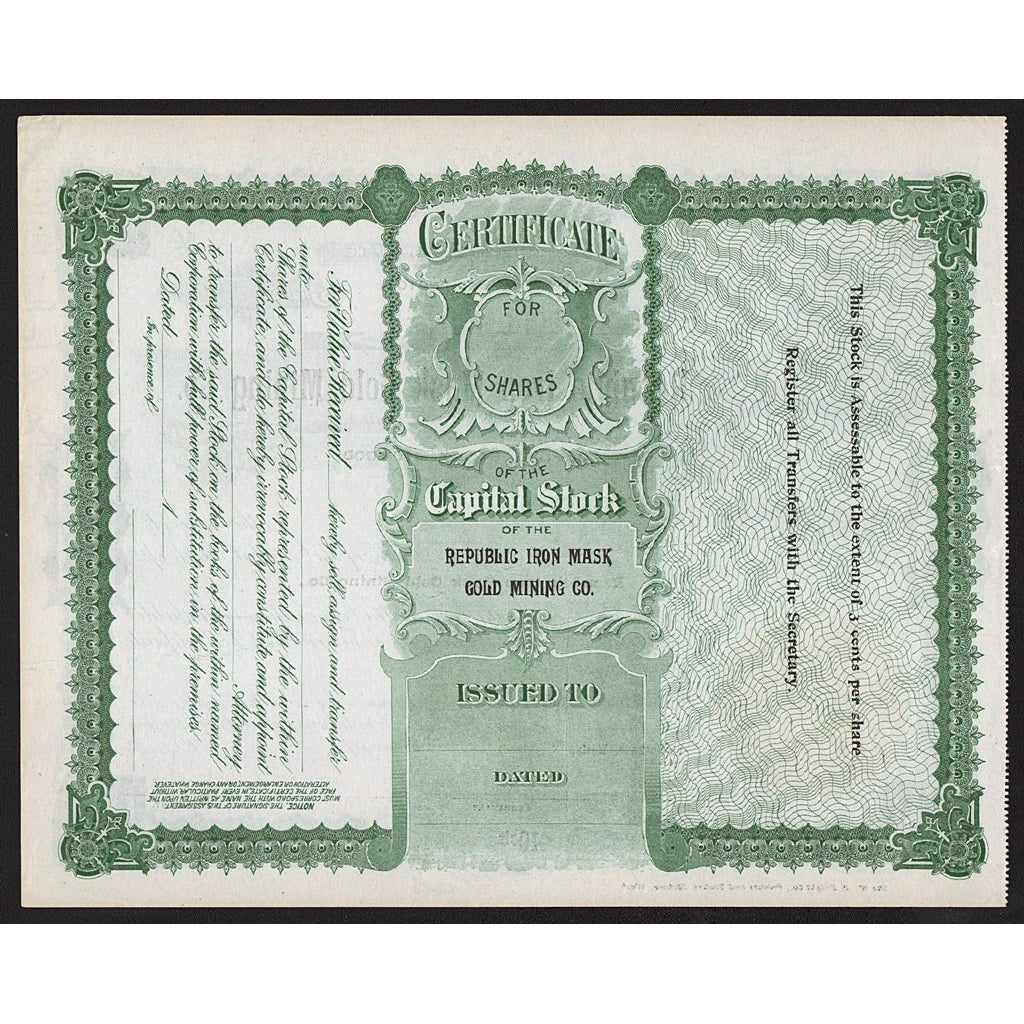 CERTIFICATE
FOR
SHARES
OF THE
Capital Stock
OF THE
REPUBLIC IRON MASK
GOLD MINING CO.
ISSUED TO
DATED
This Stock is Assessable to the extent of 3 cents per share
Register all Transfers with the Secretary.
For Value Received, hereby sell, assign and transfer
unto
Shares of the Capital Stock represented by the within
Certificate, and do hereby irrevocably constitute and appoint
Attorney
to transfer the said Stock on the books of the within named
Corporation with full power of substitution in the premises.
Dated 1
In presence of
NOTICE. THE SIGNATURE OF THIS ASSIGNMENT
MUST CORRESPOND WITH THE NAME AS WRITTEN UPON THE
FACE OF THE CERTIFICATE IN EVERY PARTICULAR WITHOUT
ALTERATION OR ENLARGEMENT, OR ANY CHANGE WHATEVER.